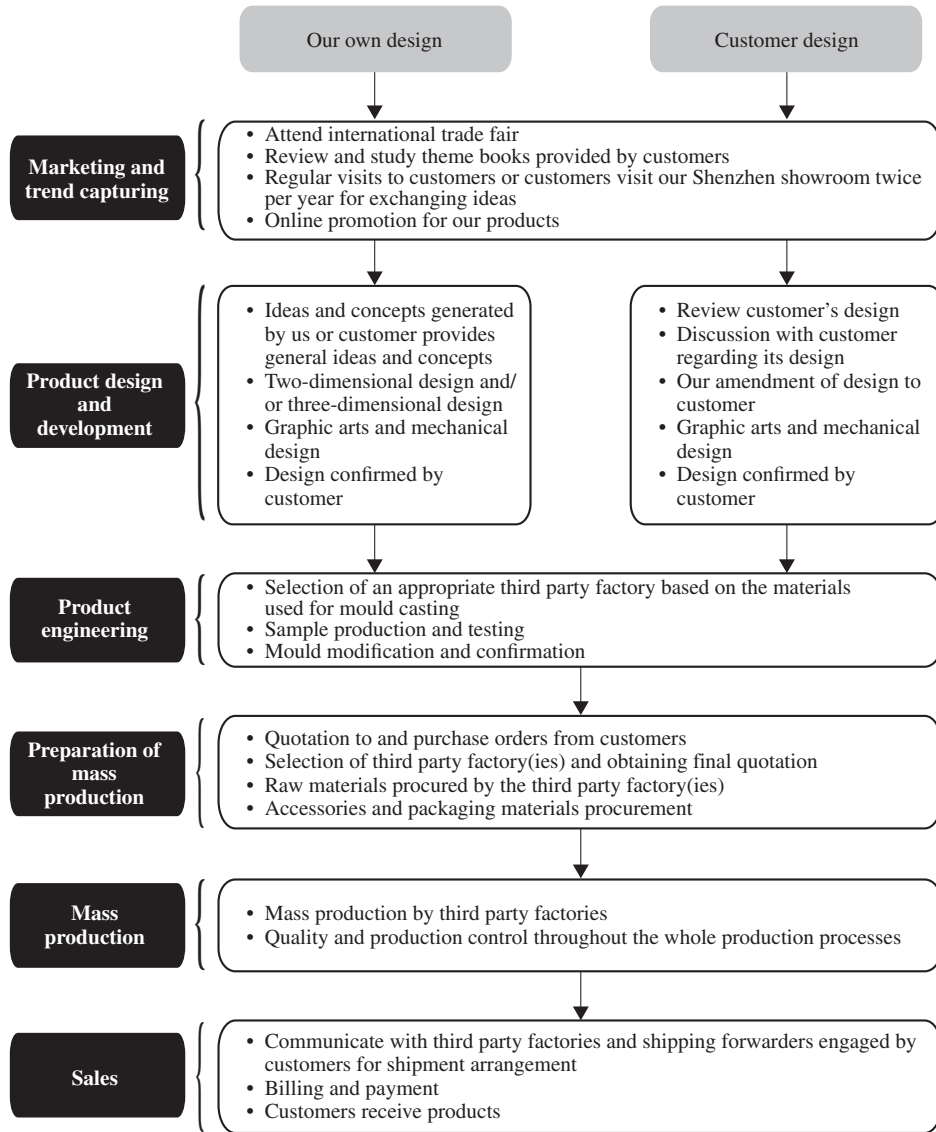 Our own design
Customer design
Marketing and
trend capturing
• Attend international trade fair
• Review and study theme books provided by customers
• Regular visits to customers or customers visit our Shenzhen showroom twice
per year for exchanging ideas
• Online promotion for our products
Product design
and
development
• Ideas and concepts generated
by us or customer provides
general ideas and concepts
• Two-dimensional design and/
or three-dimensional design
• Graphic arts and mechanical
design
• Design confirmed by
customer
• Review customer's design
• Discussion with customer
regarding its design
• Our amendment of design to
customer
• Graphic arts and mechanical
design
• Design confirmed by
customer
Product
engineering
• Selection of an appropriate third party factory based on the materials
used for mould casting
• Sample production and testing
• Mould modification and confirmation
Preparation of
mass
production
• Quotation to and purchase orders from customers
• Selection of third party factory(ies) and obtaining final quotation
• Raw materials procured by the third party factory(ies)
• Accessories and packaging materials procurement
Mass
production
• Mass production by third party factories
• Quality and production control throughout the whole production processes
Sales
• Communicate with third party factories and shipping forwarders engaged by
customers for shipment arrangement
• Billing and payment
• Customers receive products